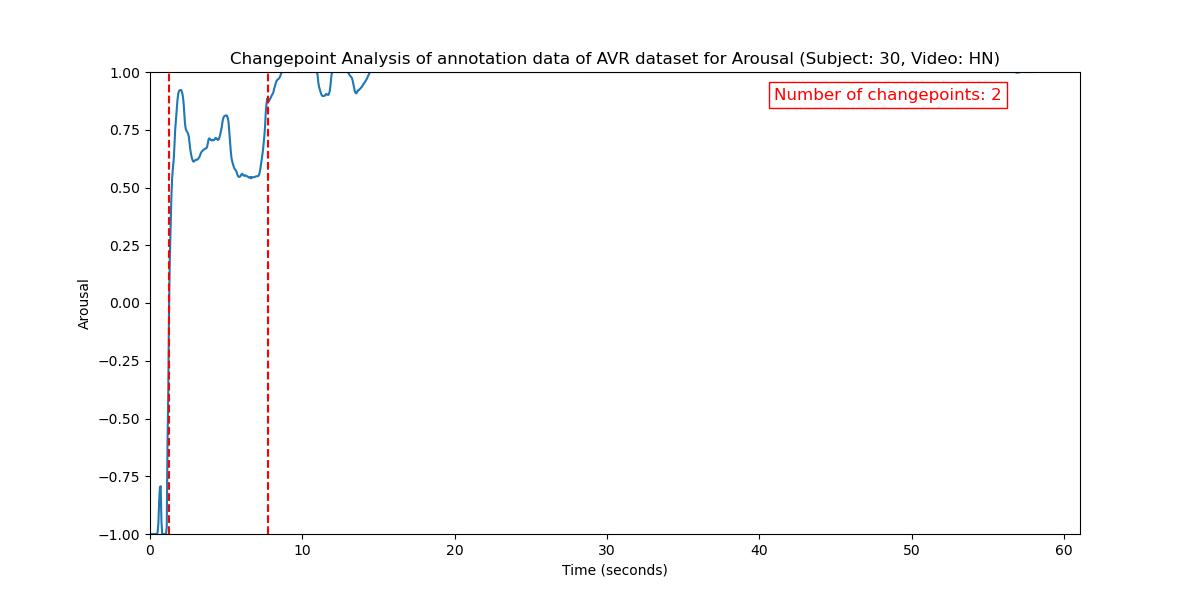 Changepoint Analysis of annotation data of AVR dataset for Arousal (Subject: 30, Video: HN)
Number of changepoints: 2
Arousal
1.00
0.75
0.50
0.25
0.00
−0.25
−0.50
−0.75
−1.00
0 10 20 30 40 50 60
Time (seconds)